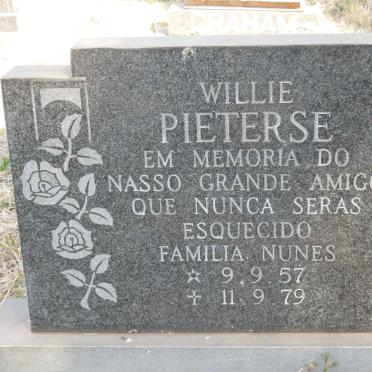 GRAHAM
WILLIE
PIETERSE
EM MEMORIA DO
NASSO GRANDE AMIGO
QUE NUNCA SERAS
ESQUECIDO
FAMILIA NUNES
☆ 9.9.57
✝ 11.9.79